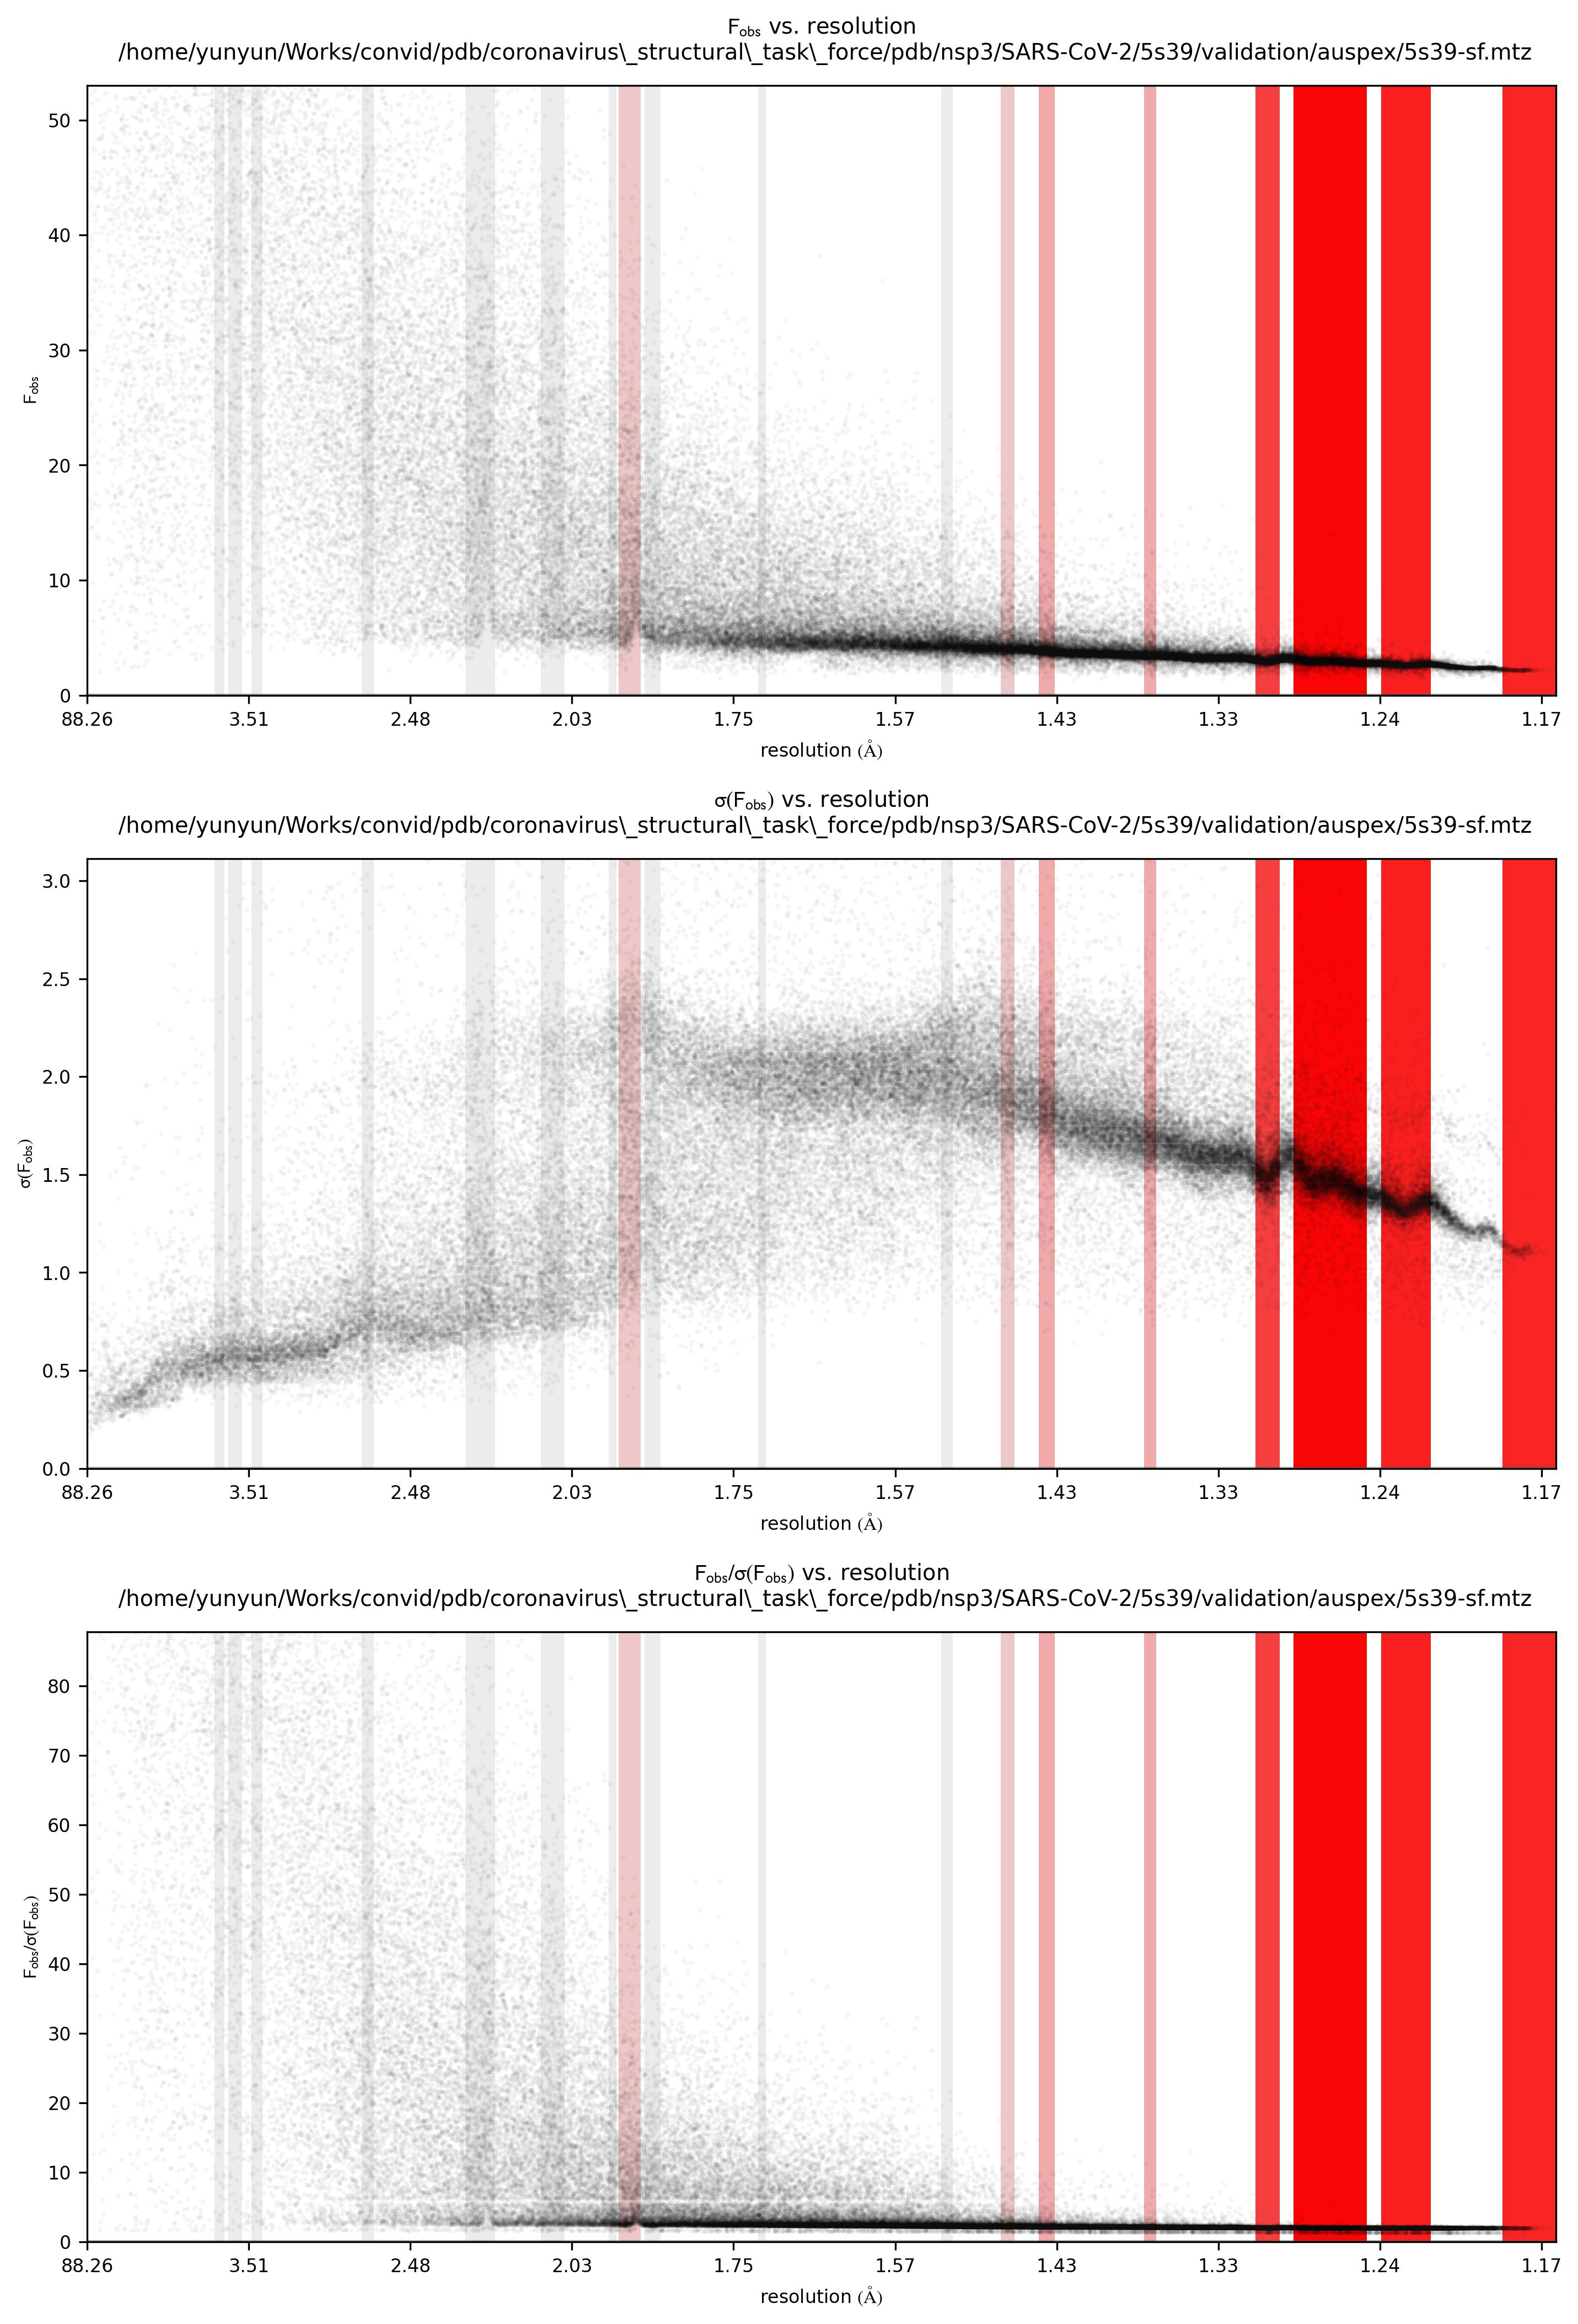 F_obs vs. resolution
/home/yunyun/Works/convid/pdb/coronavirus\_structural\_task\_force/pdb/nsp3/SARS-CoV-2/5s39/validation/auspex/5s39-sf.mtz
50
40
30
20
10
0
F_obs
88.26 3.51 2.48 2.03 1.75 1.57 1.43 1.33 1.24 1.17
resolution (Å)
σ(F_obs) vs. resolution
/home/yunyun/Works/convid/pdb/coronavirus\_structural\_task\_force/pdb/nsp3/SARS-CoV-2/5s39/validation/auspex/5s39-sf.mtz
3.0
2.5
2.0
1.5
1.0
0.5
0.0
σ(F_obs)
88.26 3.51 2.48 2.03 1.75 1.57 1.43 1.33 1.24 1.17
resolution (Å)
F_obs/σ(F_obs) vs. resolution
/home/yunyun/Works/convid/pdb/coronavirus\_structural\_task\_force/pdb/nsp3/SARS-CoV-2/5s39/validation/auspex/5s39-sf.mtz
80
70
60
50
40
30
20
10
0
F_obs/σ(F_obs)
88.26 3.51 2.48 2.03 1.75 1.57 1.43 1.33 1.24 1.17
resolution (Å)